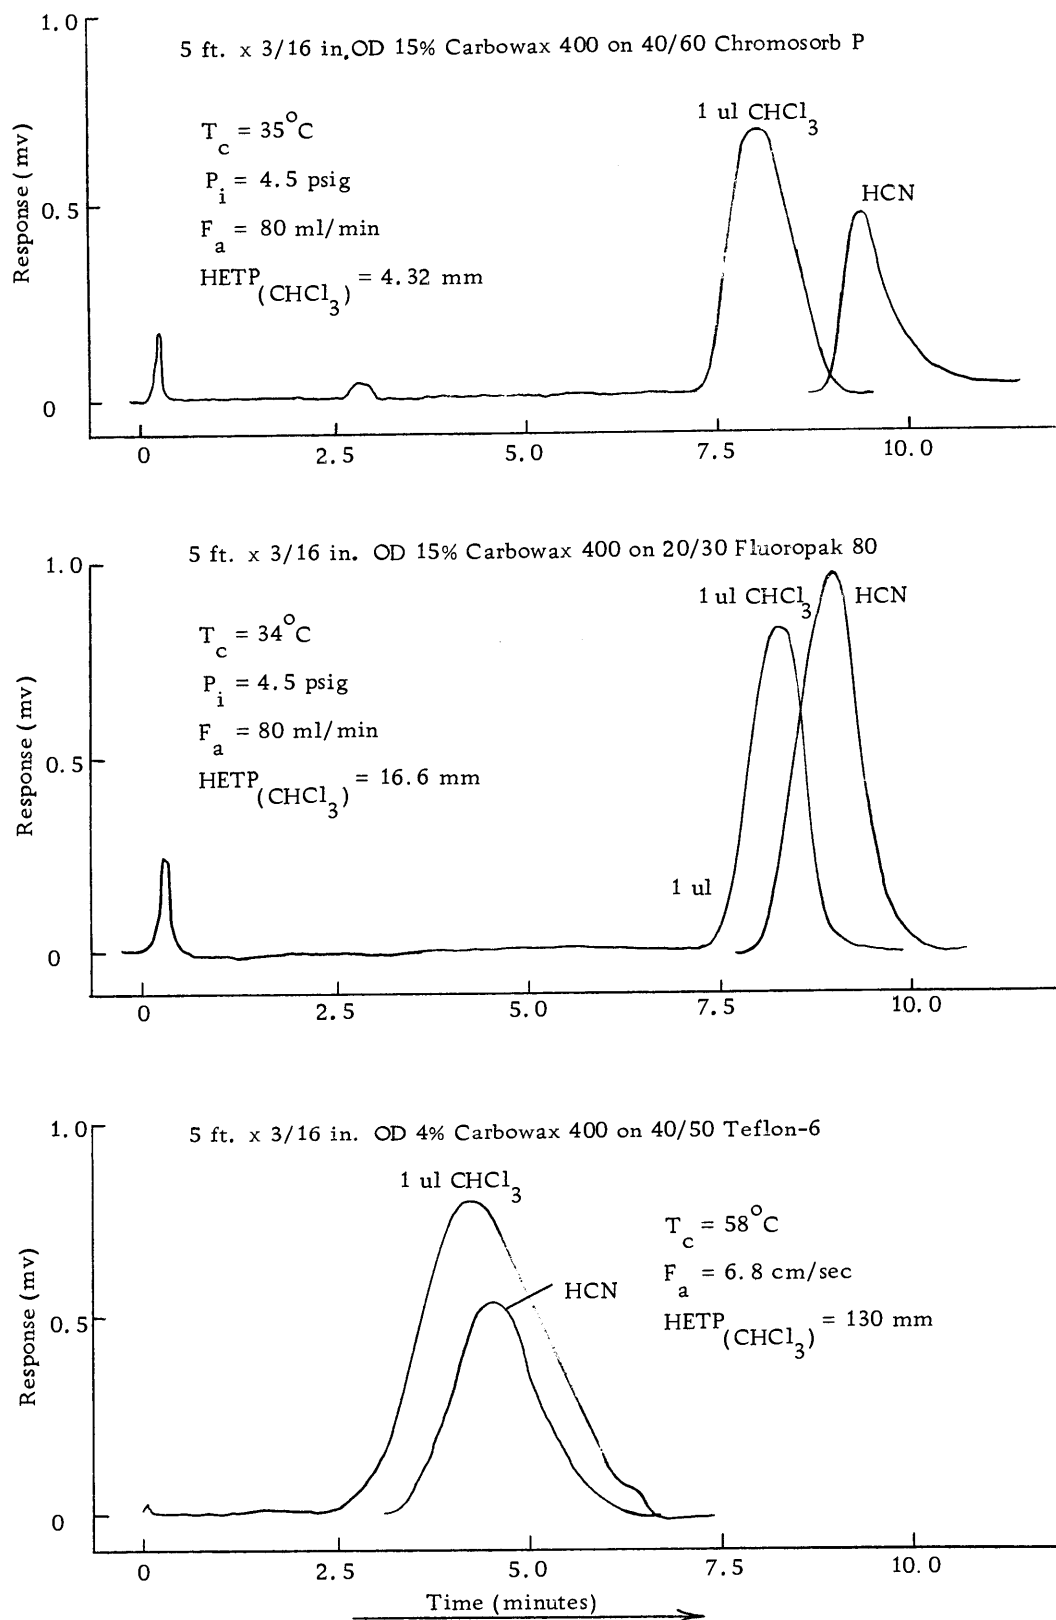 5 ft. x 3/16 in. OD 15% Carbowax 400 on 40/60 Chromosorb P
1.0
Response (mv)
0.5
0
T_c = 35°C
P_i = 4.5 psig
F_a = 80 ml/min
HETP_(CHCl_3) = 4.32 mm
1 ul CHCl_3
HCN
0 2.5 5.0 7.5 10.0
5 ft. x 3/16 in. OD 15% Carbowax 400 on 20/30 Fluoropak 80
1.0
Response (mv)
0.5
0
T_c = 34°C
P_i = 4.5 psig
F_a = 80 ml/min
HETP_(CHCl_3) = 16.6 mm
1 ul CHCl_3
HCN
1 ul
0 2.5 5.0 7.5 10.0
5 ft. x 3/16 in. OD 4% Carbowax 400 on 40/50 Teflon-6
1.0
Response (mv)
0.5
0
1 ul CHCl_3
HCN
T_c = 58°C
F_a = 6.8 cm/sec
HETP_(CHCl_3) = 130 mm
0 2.5 5.0 7.5 10.0
Time (minutes)